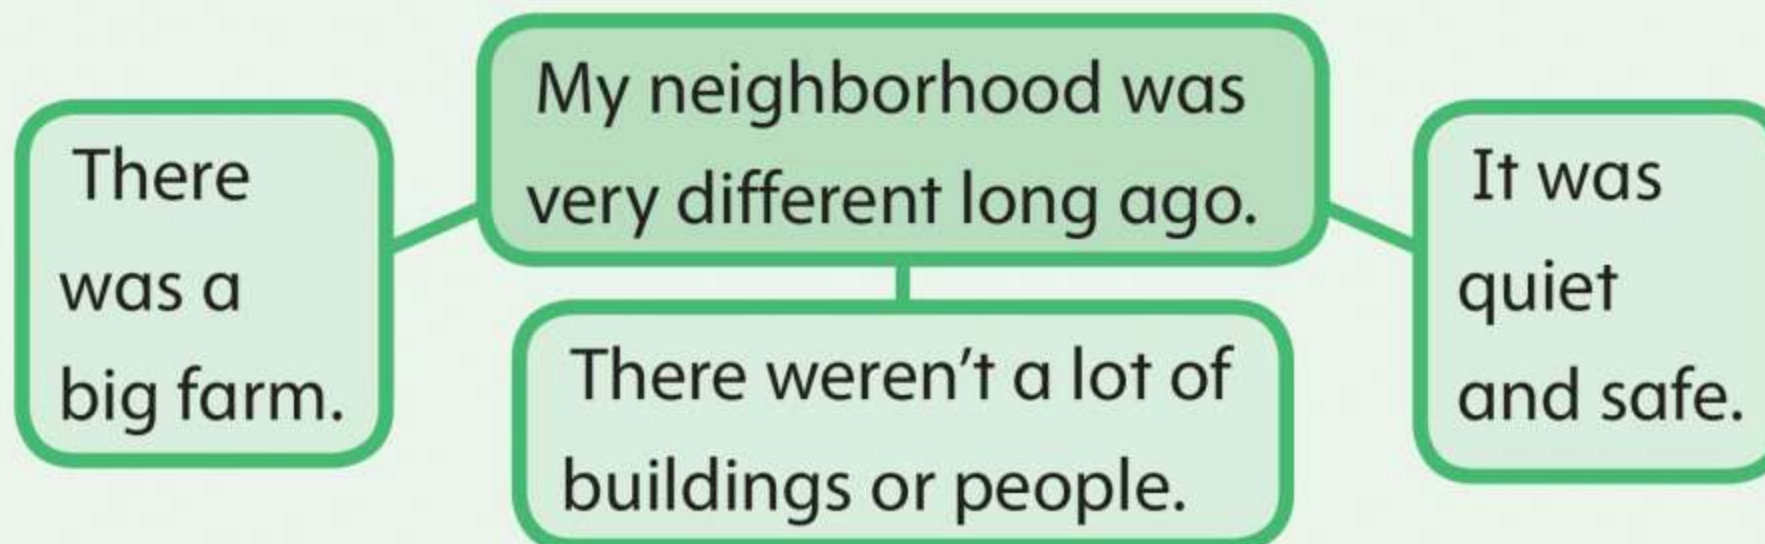 My neighborhood was
very different long ago.
There
was a
big farm.
There weren't a lot of
buildings or people.
It was
quiet
and safe.